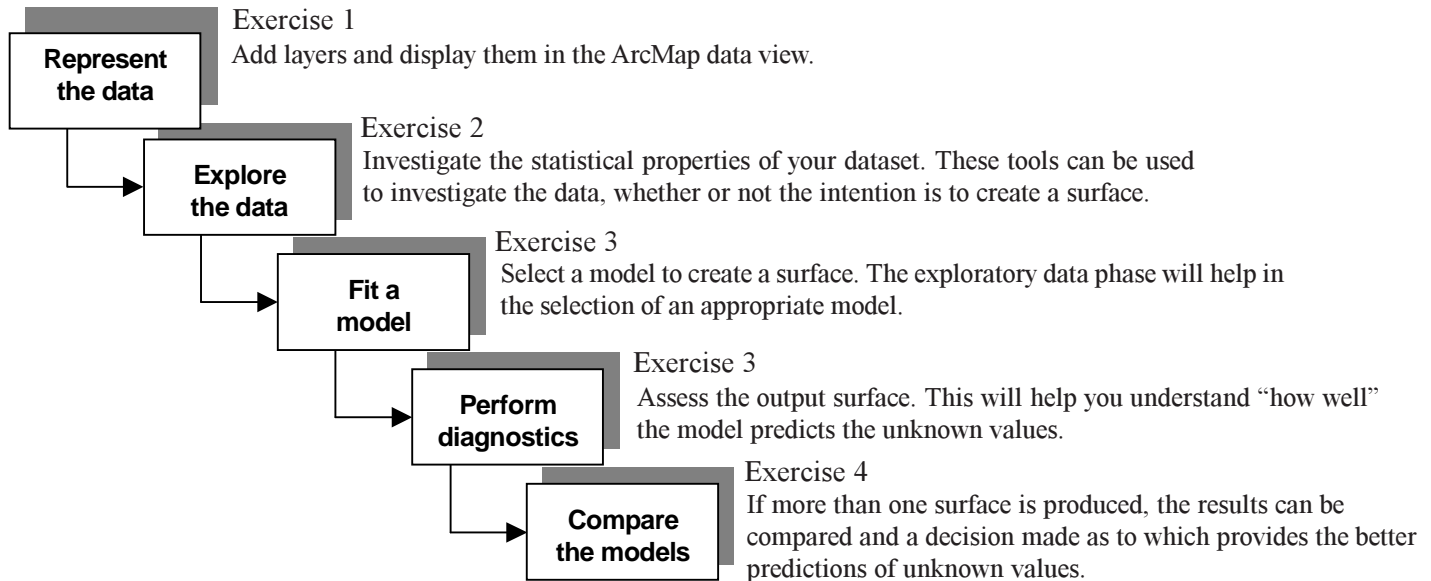 Exercise 1
Represent
the data
Add layers and display them in the ArcMap data view.
Exercise 2
Explore
the data
Investigate the statistical properties of your dataset. These tools can be used
to investigate the data, whether or not the intention is to create a surface.
Exercise 3
Fit a
model
Select a model to create a surface. The exploratory data phase will help in
the selection of an appropriate model.
Exercise 3
Perform
diagnostics
Assess the output surface. This will help you understand “how well”
the model predicts the unknown values.
Exercise 4
Compare
the models
If more than one surface is produced, the results can be
compared and a decision made as to which provides the better
predictions of unknown values.